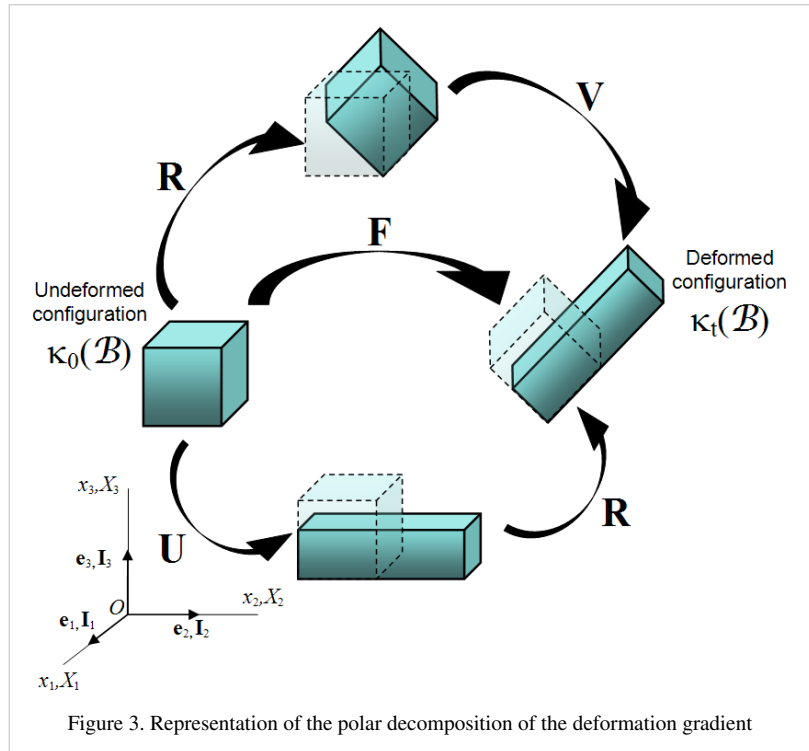 V
R
F
Undeformed
configuration
κ₀(ℬ)
Deformed
configuration
κₜ(ℬ)
x₃,X₃
U
R
e₃,I₃
O
x₂,X₂
e₁,I₁
e₂,I₂
x₁,X₁
Figure 3. Representation of the polar decomposition of the deformation gradient